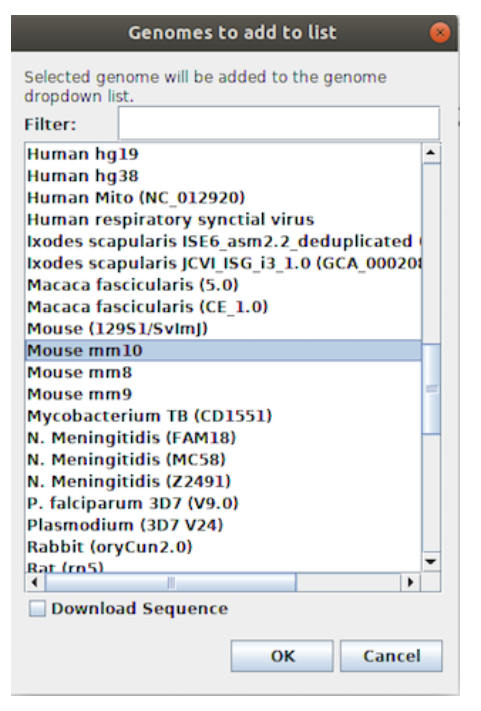 Genomes to add to list
Selected genome will be added to the genome
dropdown list.
Filter:
Human hg19
Human hg38
Human Mito (NC_012920)
Human respiratory synctial virus
Ixodes scapularis ISE6_asm2.2_deduplicated (
Ixodes scapularis JCVI_ISG_i3_1.0 (GCA_000208
Macaca fascicularis (5.0)
Macaca fascicularis (CE_1.0)
Mouse (129S1/SvImJ)
Mouse mm10
Mouse mm8
Mouse mm9
Mycobacterium TB (CD1551)
N. Meningitidis (FAM18)
N. Meningitidis (MC58)
N. Meningitidis (Z2491)
P. falciparum 3D7 (V9.0)
Plasmodium (3D7 V24)
Rabbit (oryCun2.0)
Rat (rn5)
Download Sequence
OK Cancel